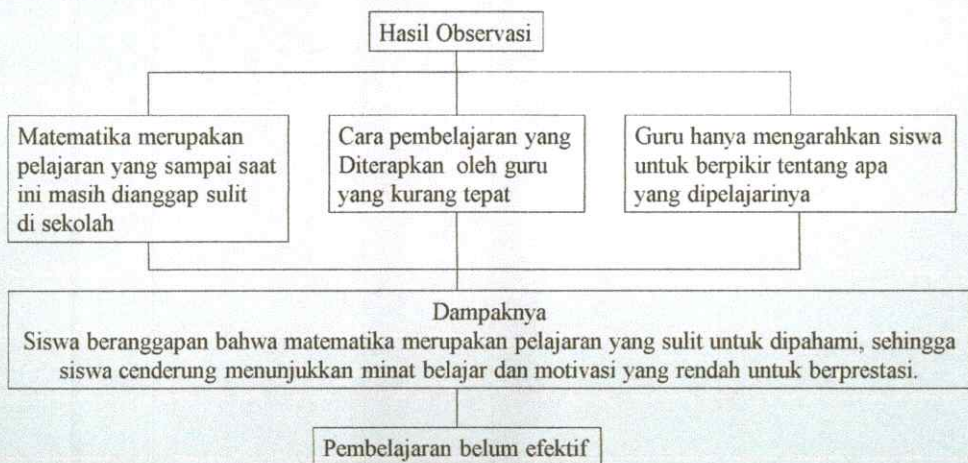 Hasil Observasi
Matematika merupakan
pelajaran yang sampai saat
ini masih dianggap sulit
di sekolah
Cara pembelajaran yang
Diterapkan oleh guru
yang kurang tepat
Guru hanya mengarahkan siswa
untuk berpikir tentang apa
yang dipelajarinya
Dampaknya
Siswa beranggapan bahwa matematika merupakan pelajaran yang sulit untuk dipahami, sehingga
siswa cenderung menunjukkan minat belajar dan motivasi yang rendah untuk berprestasi.
Pembelajaran belum efektif